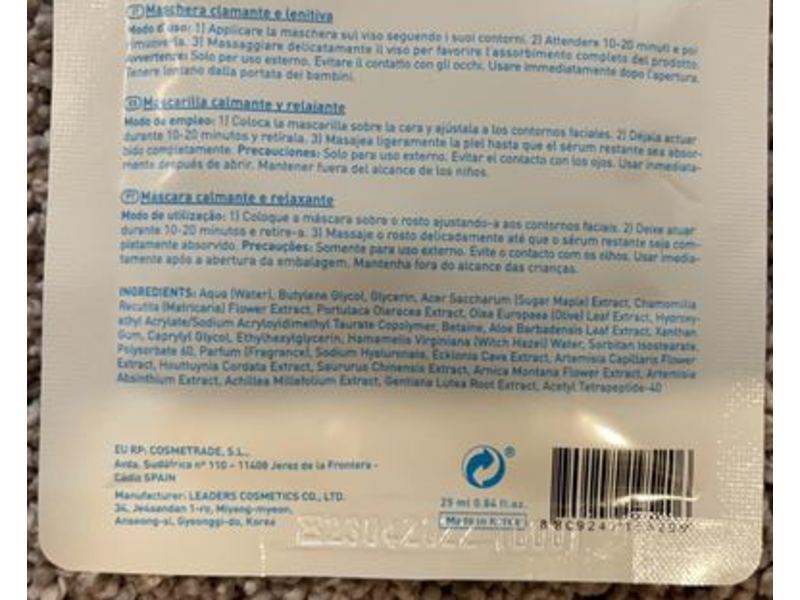 IT Maschera calmante e lenitiva
Modo d'uso: 1) Applicare la maschera sul viso seguendo i suoi contorni. 2) Attendere 10-20 minuti e poi
rimuoverla. 3) Massaggiare delicatamente il viso per favorire l'assorbimento completo del prodotto.
Avvertenze: Solo per uso esterno. Evitare il contatto con gli occhi. Usare immediatamente dopo l'apertura.
Tenere lontano dalla portata dei bambini.
ES Mascarilla calmante y relajante
Modo de empleo: 1) Coloca la mascarilla sobre la cara y ajústala a los contornos faciales. 2) Déjala actuar
durante 10-20 minutos y retírala. 3) Masajea ligeramente la piel hasta que el sérum restante sea absor-
bido completamente. Precauciones: Solo para uso externo. Evitar el contacto con los ojos. Usar inmediata-
mente después de abrir. Mantener fuera del alcance de los niños.
PT Máscara calmante e relaxante
Modo de utilização: 1) Coloque a máscara sobre o rosto ajustando-a aos contornos faciais. 2) Deixe atuar
durante 10-20 minutos e retire-a. 3) Massaje o rosto delicadamente até que o sérum restante seja com-
pletamente absorvido. Precauções: Somente para uso externo. Evite o contacto com os olhos. Usar imedia-
tamente após a abertura da embalagem. Mantenha fora do alcance das crianças.
INGREDIENTS: Aqua (Water), Butylene Glycol, Glycerin, Acer Saccharum (Sugar Maple) Extract, Chamomilla
Recutita (Matricaria) Flower Extract, Portulaca Oleracea Extract, Olea Europaea (Olive) Leaf Extract, Hydroxy-
ethyl Acrylate/Sodium Acryloyldimethyl Taurate Copolymer, Betaine, Aloe Barbadensis Leaf Extract, Xanthan
Gum, Caprylyl Glycol, Ethylhexylglycerin, Hamamelis Virginiana (Witch Hazel) Water, Sorbitan Isostearate,
Polysorbate 60, Parfum (Fragrance), Sodium Hyaluronate, Ecklonia Cava Extract, Artemisia Capillaris Flower
Extract, Houttuynia Cordata Extract, Saururus Chinensis Extract, Arnica Montana Flower Extract, Artemisia
Absinthium Extract, Achillea Millefolium Extract, Gentiana Lutea Root Extract, Acetyl Tetrapeptide-40
EU RP: COSMETRADE, S.L.,
Avda. Sudáfrica nº 110 - 11408 Jerez de la Frontera -
Cádiz SPAIN
Manufacturer: LEADERS COSMETICS CO., LTD.
34, Jeisandan 1-ro, Miyang-myeon,
Anseong-si, Gyeonggi-do, Korea
®
25 ml 0.84 fl.oz.
Made in KOREA